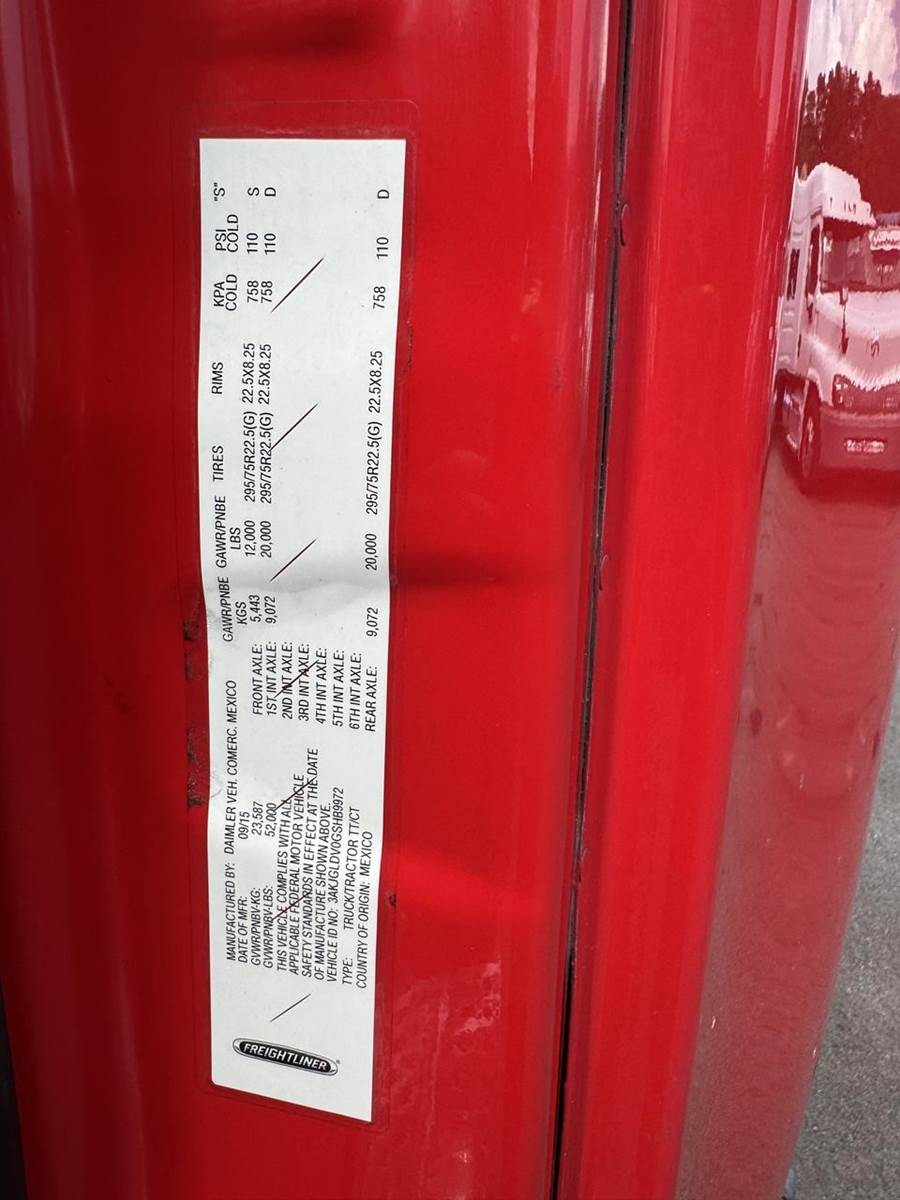 FREIGHTLINER
MANUFACTURED BY: DAIMLER VEH. COMERC. MEXICO
DATE OF MFR: 09/15
GVWR/PNBV-KG: 23,587
GVWR/PNBV-LBS: 52,000
THIS VEHICLE COMPLIES WITH ALL
APPLICABLE FEDERAL MOTOR VEHICLE
SAFETY STANDARDS IN EFFECT AT THE DATE
OF MANUFACTURE SHOWN ABOVE.
VEHICLE ID NO: 3AKJGLDV0GSHB9972
TYPE: TRUCK/TRACTOR TT/CT
COUNTRY OF ORIGIN: MEXICO
GAWR/PNBE GAWR/PNBE TIRES RIMS KPA PSI "S"
KGS LBS COLD COLD
FRONT AXLE: 5,443 12,000 295/75R22.5(G) 22.5X8.25 758 110 S
1ST INT AXLE: 9,072 20,000 295/75R22.5(G) 22.5X8.25 758 110 D
2ND INT AXLE:
3RD INT AXLE:
4TH INT AXLE:
5TH INT AXLE:
6TH INT AXLE:
REAR AXLE: 9,072 20,000 295/75R22.5(G) 22.5X8.25 758 110 D